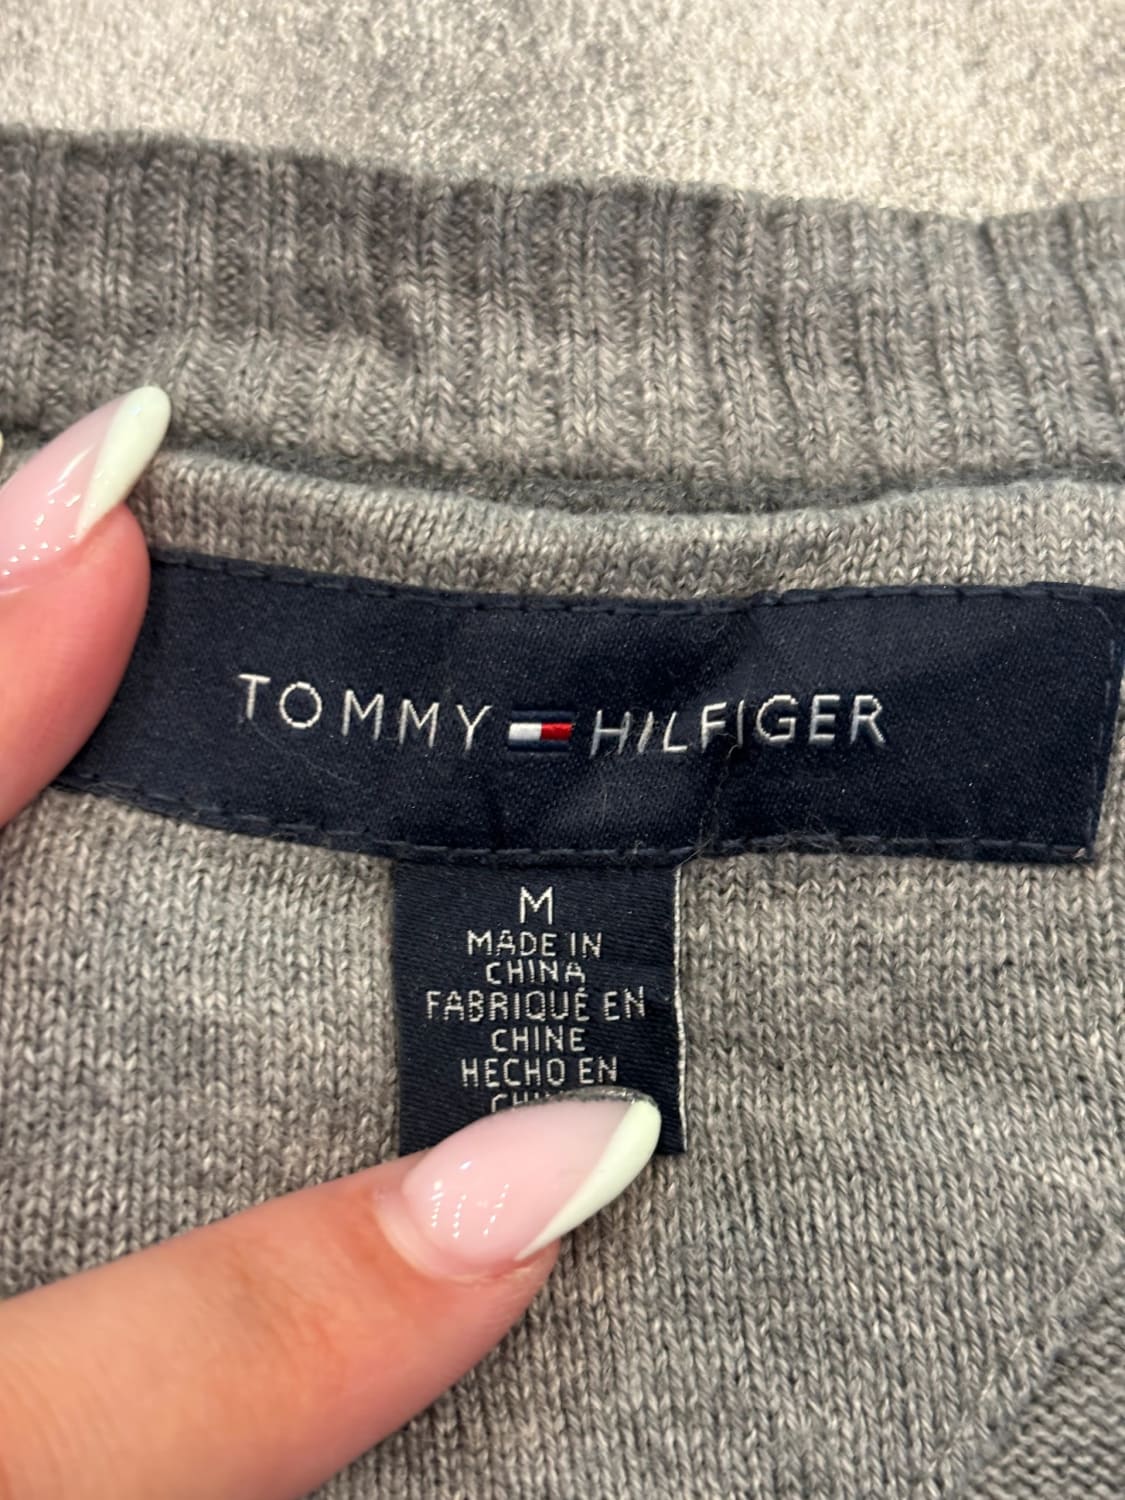 TOMMY HILFIGER
M
MADE IN
CHINA
FABRIQUÉ EN
CHINE
HECHO EN